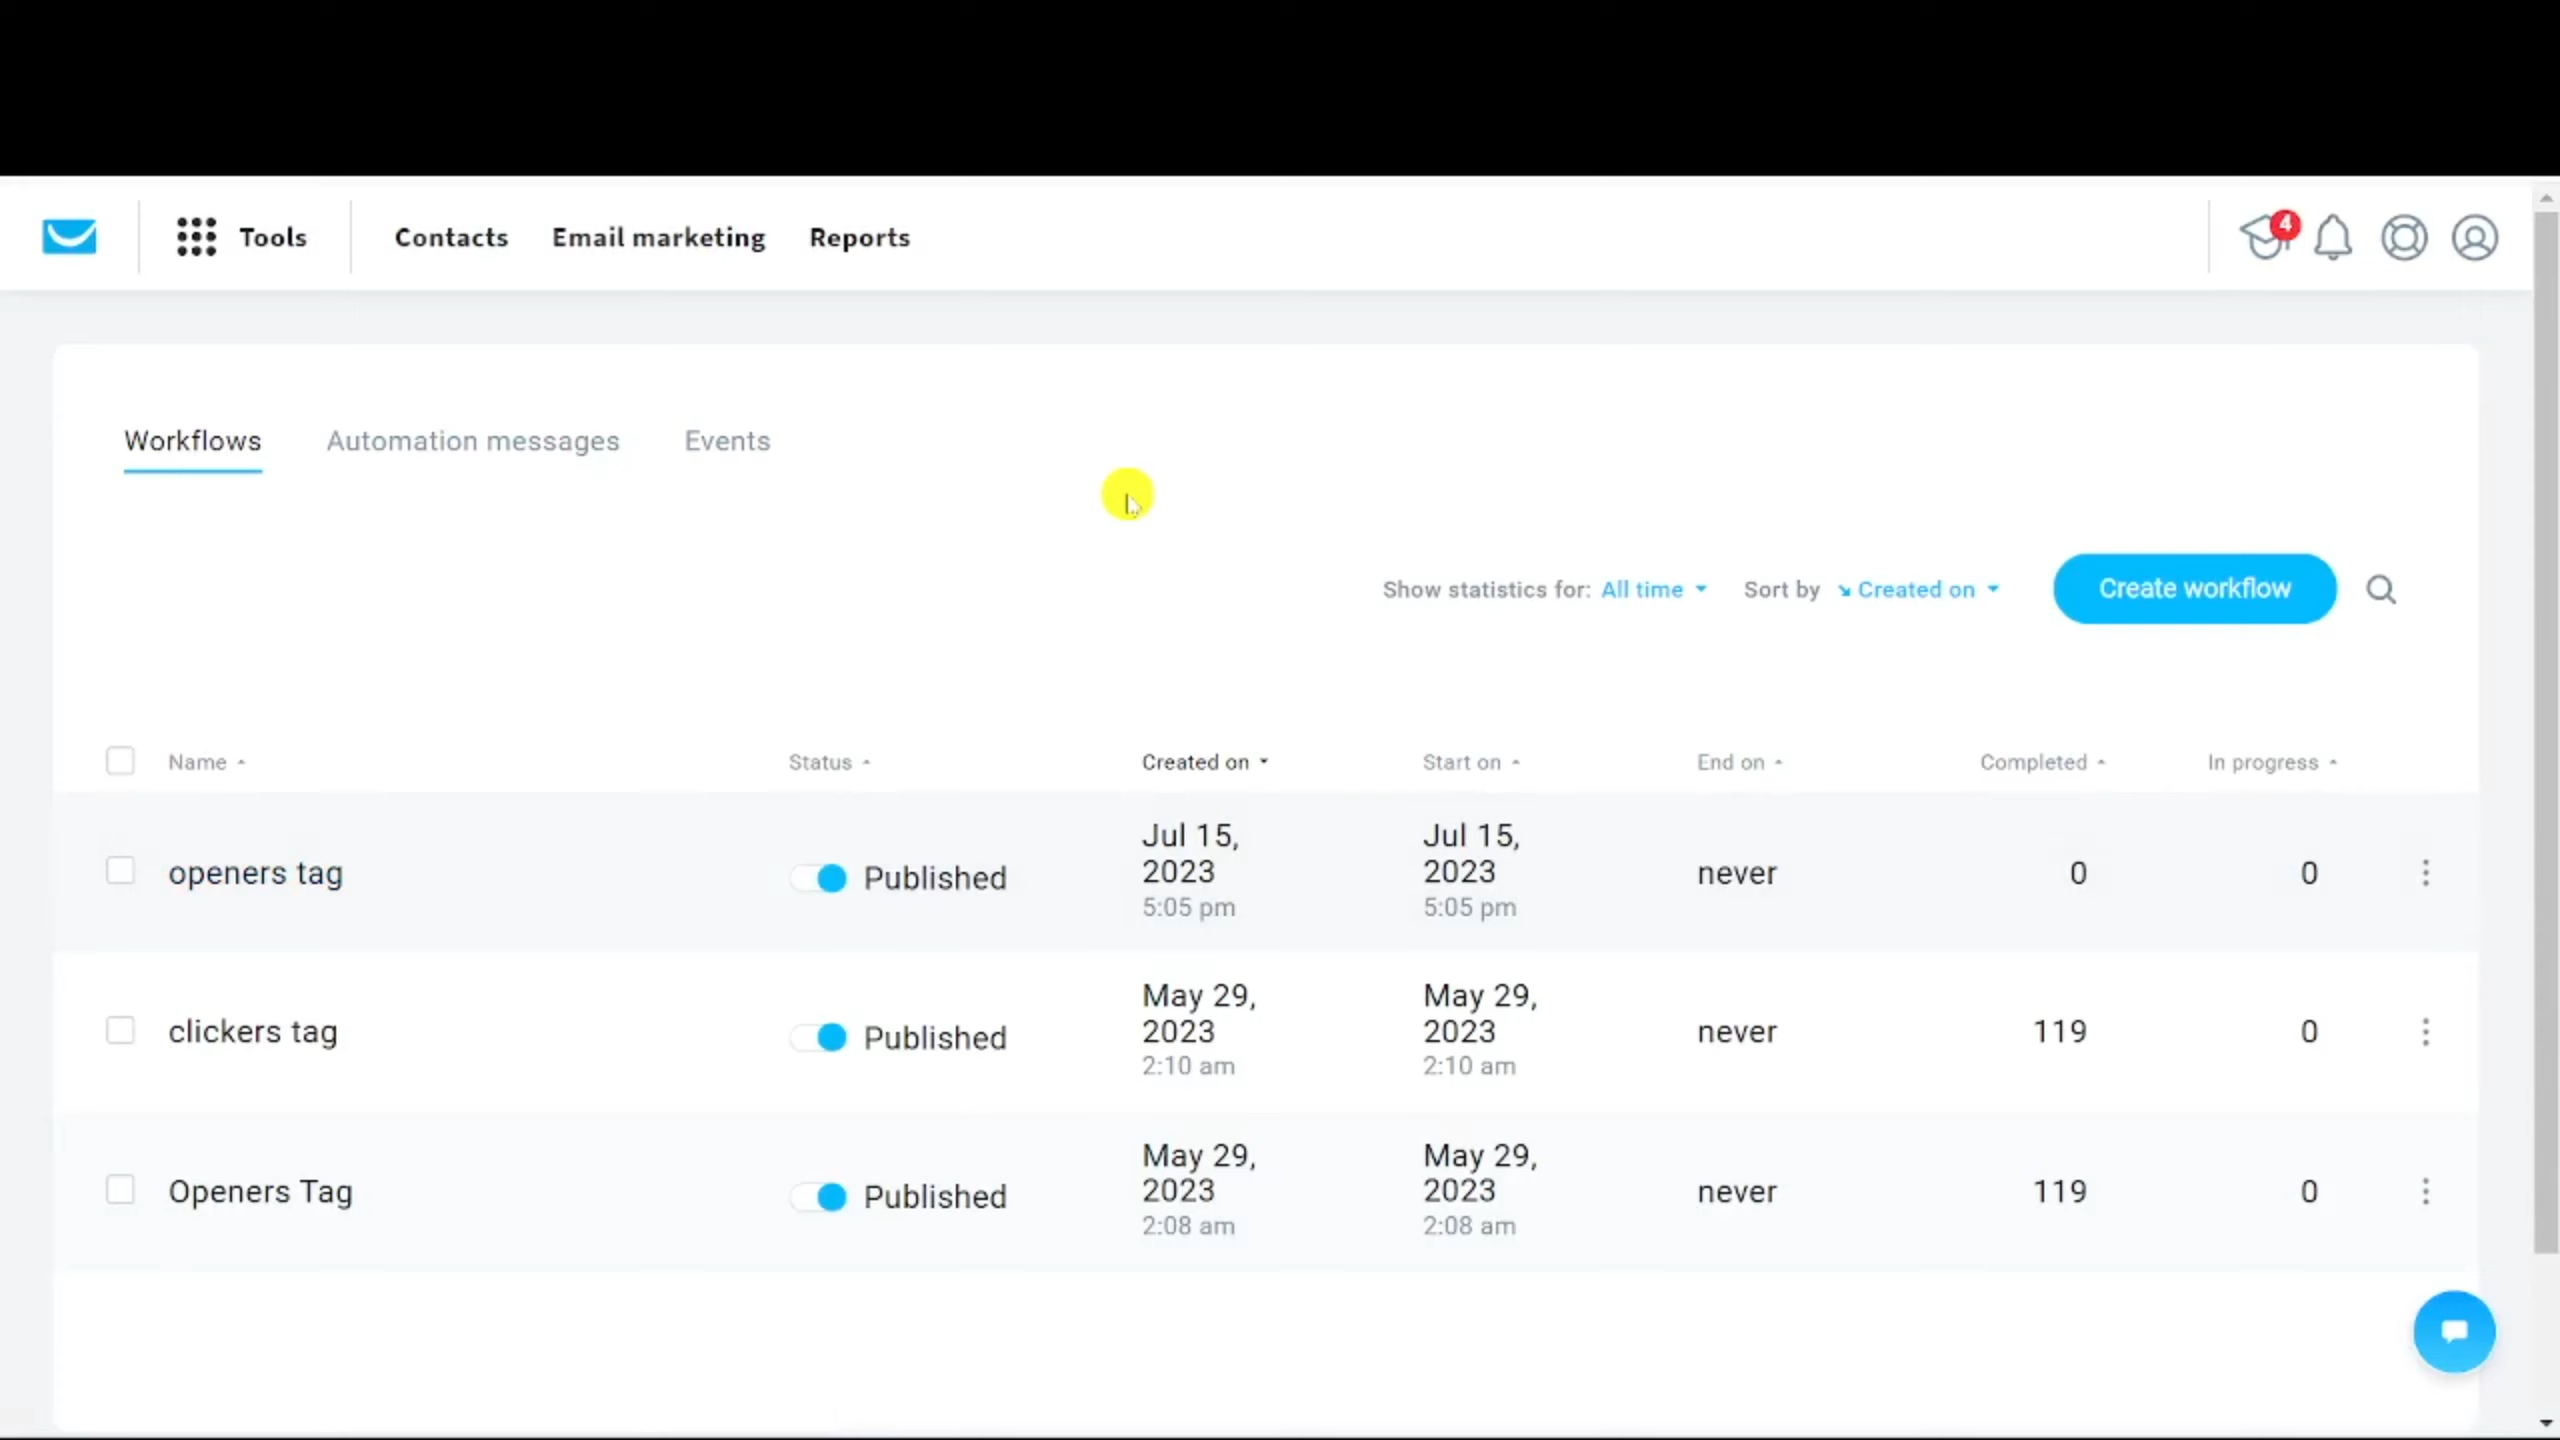 Tools
Contacts
Email marketing
Reports
4
Workflows
Automation messages
Events
Show statistics for: All time
Sort by Created on
Create workflow
Name
Status
Created on
Start on
End on
Completed
In progress
openers tag
Published
Jul 15,
2023
5:05 pm
Jul 15,
2023
5:05 pm
never
0
0
clickers tag
Published
May 29,
2023
2:10 am
May 29,
2023
2:10 am
never
119
0
Openers Tag
Published
May 29,
2023
2:08 am
May 29,
2023
2:08 am
never
119
0